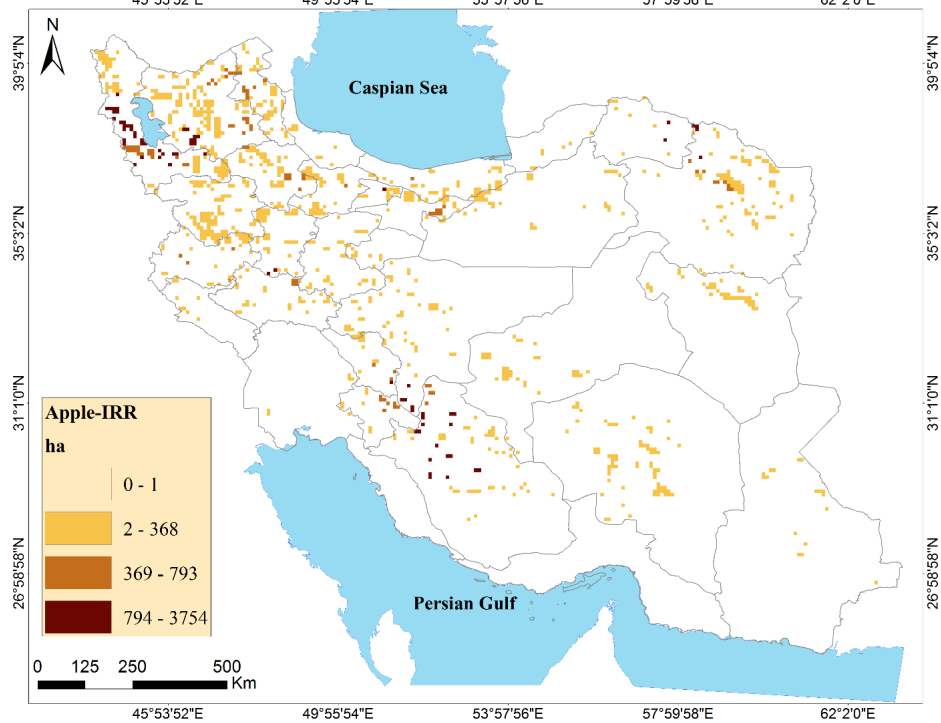 45°53'52"E 49°55'54"E 53°57'56"E 57°59'58"E 62°2'0"E
N
39°5'4"N
39°5'4"N
Caspian Sea
35°3'2"N
35°3'2"N
31°1'0"N
31°1'0"N
Apple-IRR
ha
0 - 1
2 - 368
369 - 793
794 - 3754
26°58'58"N
26°58'58"N
Persian Gulf
0 125 250 500
Km
45°53'52"E 49°55'54"E 53°57'56"E 57°59'58"E 62°2'0"E